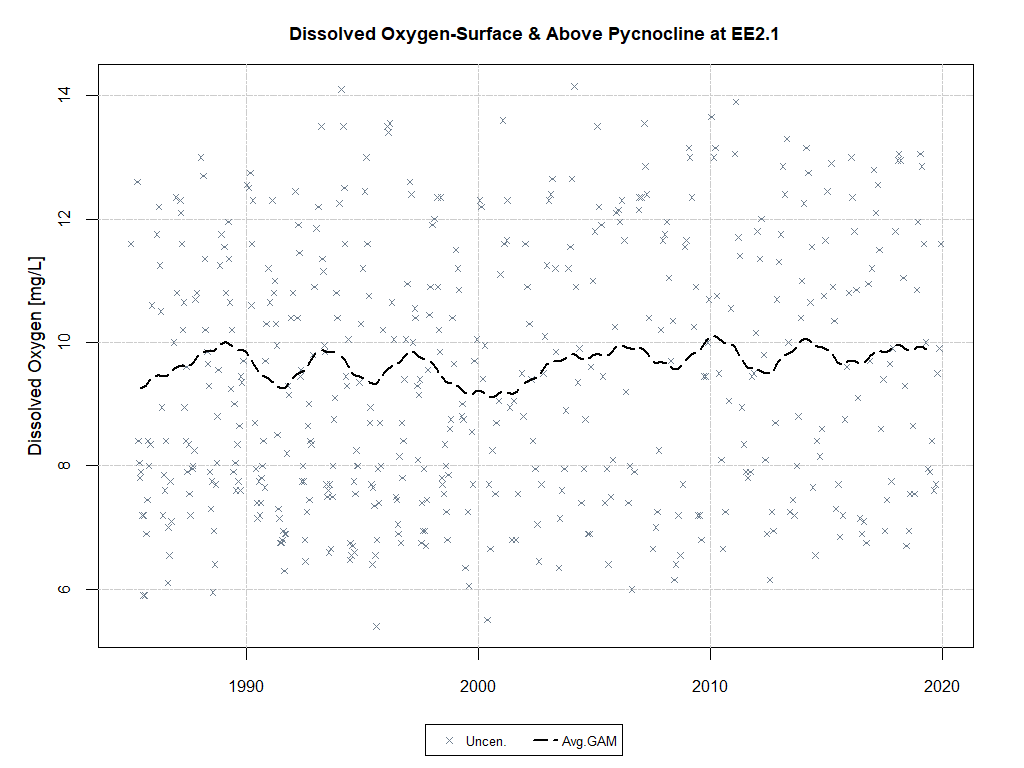 Dissolved Oxygen-Surface & Above Pycnocline at EE2.1
Dissolved Oxygen [mg/L]
14
12
10
8
6
1990
2000
2010
2020
Uncen.
Avg.GAM